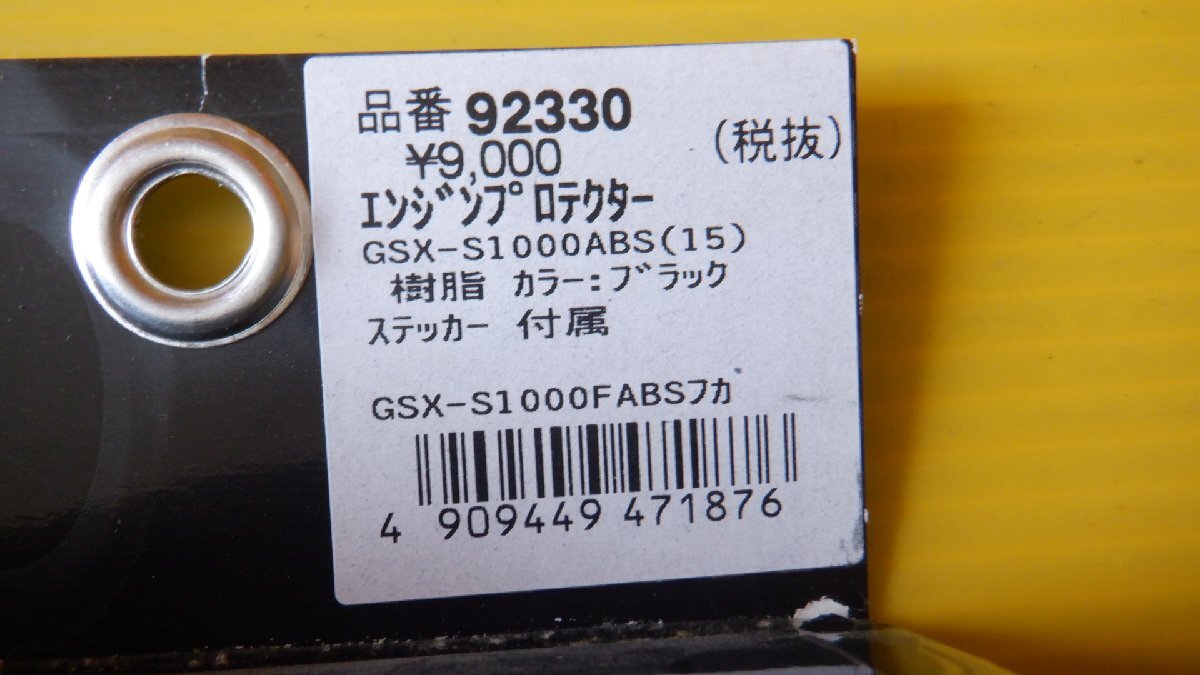 品番 92330
¥9,000 (税抜)
ｴﾝｼﾞﾝﾌﾟﾛﾃｸﾀｰ
GSX-S1000ABS(15)
樹脂 ｶﾗｰ:ﾌﾞﾗｯｸ
ｽﾃｯｶｰ 付属
GSX-S1000FABSﾌｶ
4 909449 471876